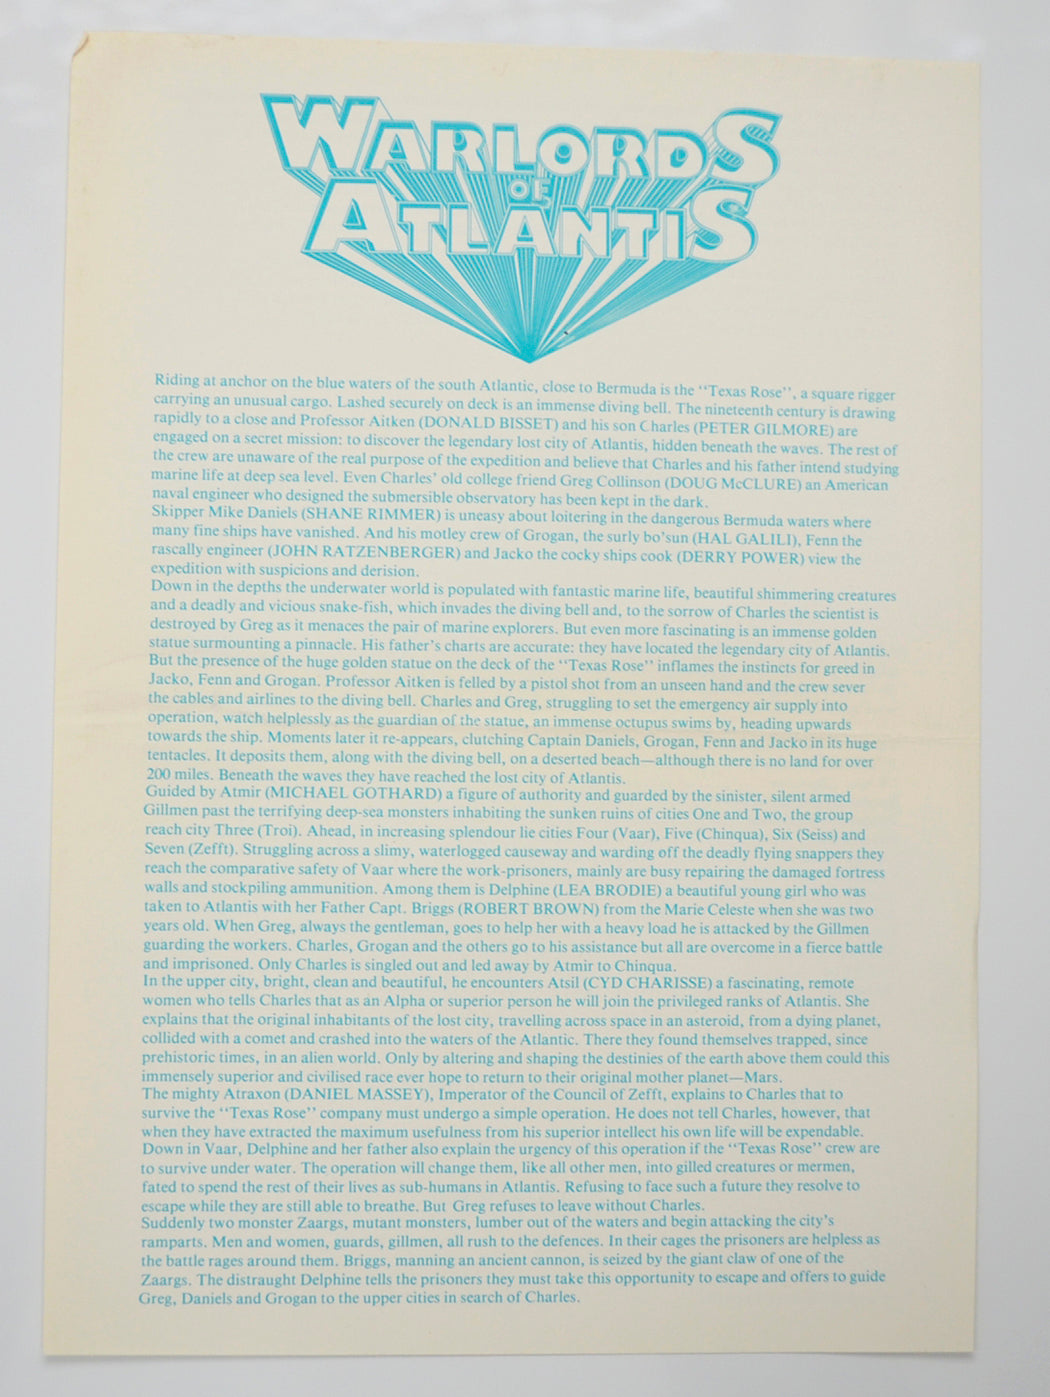 WARLORDS
OF
ATLANTIS
Riding at anchor on the blue waters of the south Atlantic, close to Bermuda is the "Texas Rose", a square rigger
carrying an unusual cargo. Lashed securely on deck is an immense diving bell. The nineteenth century is drawing
rapidly to a close and Professor Aitken (DONALD BISSET) and his son Charles (PETER GILMORE) are
engaged on a secret mission: to discover the legendary lost city of Atlantis, hidden beneath the waves. The rest of
the crew are unaware of the real purpose of the expedition and believe that Charles and his father intend studying
marine life at deep sea level. Even Charles' old college friend Greg Collinson (DOUG McCLURE) an American
naval engineer who designed the submersible observatory has been kept in the dark.
Skipper Mike Daniels (SHANE RIMMER) is uneasy about loitering in the dangerous Bermuda waters where
many fine ships have vanished. And his motley crew of Grogan, the surly bo'sun (HAL GALILI), Fenn the
rascally engineer (JOHN RATZENBERGER) and Jacko the cocky ships cook (DERRY POWER) view the
expedition with suspicions and derision.
Down in the depths the underwater world is populated with fantastic marine life, beautiful shimmering creatures
and a deadly and vicious snake-fish, which invades the diving bell and, to the sorrow of Charles the scientist is
destroyed by Greg as it menaces the pair of marine explorers. But even more fascinating is an immense golden
statue surmounting a pinnacle. His father's charts are accurate: they have located the legendary city of Atlantis.
But the presence of the huge golden statue on the deck of the "Texas Rose" inflames the instincts for greed in
Jacko, Fenn and Grogan. Professor Aitken is felled by a pistol shot from an unseen hand and the crew sever
the cables and airlines to the diving bell. Charles and Greg, struggling to set the emergency air supply into
operation, watch helplessly as the guardian of the statue, an immense octupus swims by, heading upwards
towards the ship. Moments later it re-appears, clutching Captain Daniels, Grogan, Fenn and Jacko in its huge
tentacles. It deposits them, along with the diving bell, on a deserted beach—although there is no land for over
200 miles. Beneath the waves they have reached the lost city of Atlantis.
Guided by Atmir (MICHAEL GOTHARD) a figure of authority and guarded by the sinister, silent armed
Gillmen past the terrifying deep-sea monsters inhabiting the sunken ruins of cities One and Two, the group
reach city Three (Troi). Ahead, in increasing splendour lie cities Four (Vaar), Five (Chinqua), Six (Seiss) and
Seven (Zefft). Struggling across a slimy, waterlogged causeway and warding off the deadly flying snappers they
reach the comparative safety of Vaar where the work-prisoners, mainly are busy repairing the damaged fortress
walls and stockpiling ammunition. Among them is Delphine (LEA BRODIE) a beautiful young girl who was
taken to Atlantis with her Father Capt. Briggs (ROBERT BROWN) from the Marie Celeste when she was two
years old. When Greg, always the gentleman, goes to help her with a heavy load he is attacked by the Gillmen
guarding the workers. Charles, Grogan and the others go to his assistance but all are overcome in a fierce battle
and imprisoned. Only Charles is singled out and led away by Atmir to Chinqua.
In the upper city, bright, clean and beautiful, he encounters Atsil (CYD CHARISSE) a fascinating, remote
women who tells Charles that as an Alpha or superior person he will join the privileged ranks of Atlantis. She
explains that the original inhabitants of the lost city, travelling across space in an asteroid, from a dying planet,
collided with a comet and crashed into the waters of the Atlantic. There they found themselves trapped, since
prehistoric times, in an alien world. Only by altering and shaping the destinies of the earth above them could this
immensely superior and civilised race ever hope to return to their original mother planet—Mars.
The mighty Atraxon (DANIEL MASSEY), Imperator of the Council of Zefft, explains to Charles that to
survive the "Texas Rose" company must undergo a simple operation. He does not tell Charles, however, that
when they have extracted the maximum usefulness from his superior intellect his own life will be expendable.
Down in Vaar, Delphine and her father also explain the urgency of this operation if the "Texas Rose" crew are
to survive under water. The operation will change them, like all other men, into gilled creatures or mermen,
fated to spend the rest of their lives as sub-humans in Atlantis. Refusing to face such a future they resolve to
escape while they are still able to breathe. But Greg refuses to leave without Charles.
Suddenly two monster Zaargs, mutant monsters, lumber out of the waters and begin attacking the city's
ramparts. Men and women, guards, gillmen, all rush to the defences. In their cages the prisoners are helpless as
the battle rages around them. Briggs, manning an ancient cannon, is seized by the giant claw of one of the
Zaargs. The distraught Delphine tells the prisoners they must take this opportunity to escape and offers to guide
Greg, Daniels and Grogan to the upper cities in search of Charles.